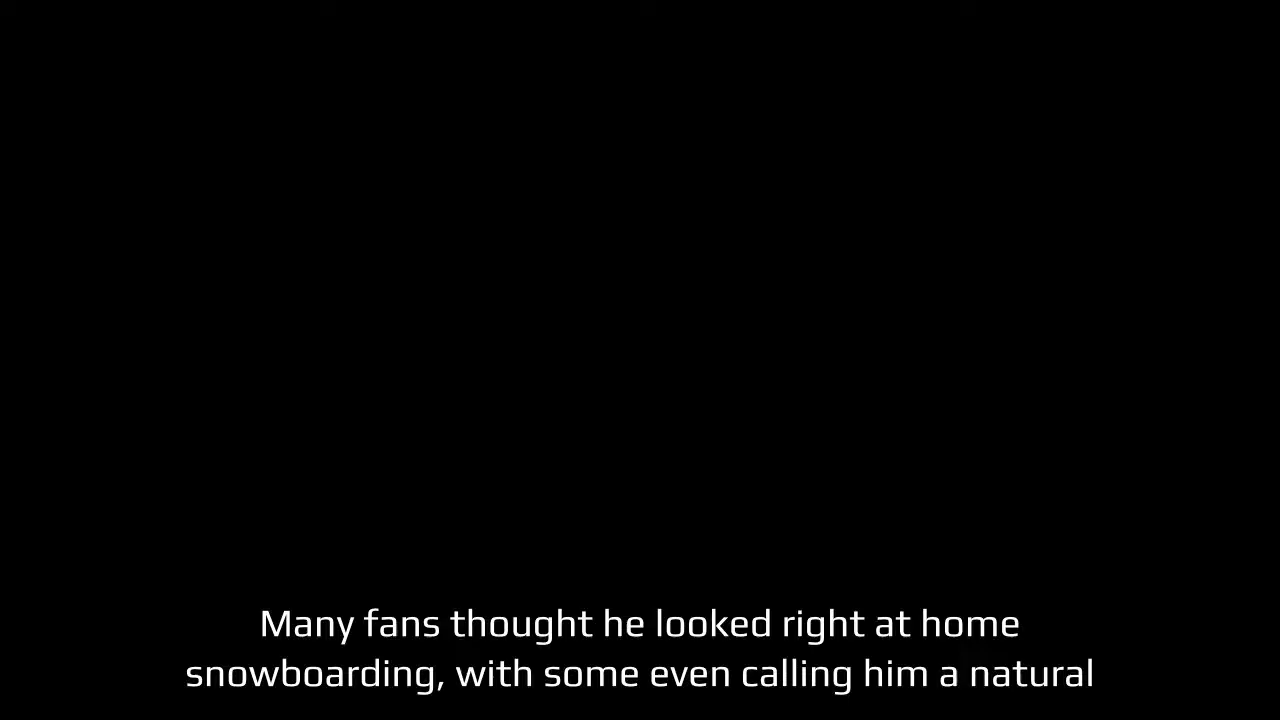 Many fans thought he looked right at home
snowboarding, with some even calling him a natural